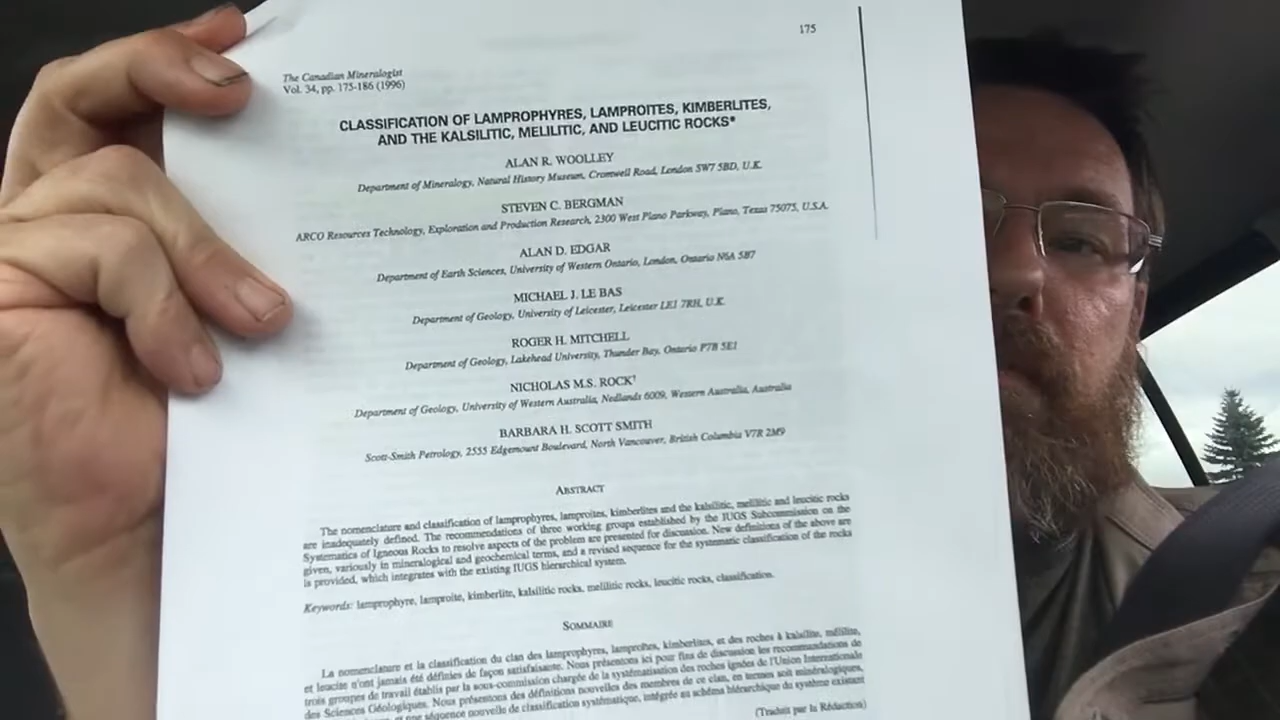 175
The Canadian Mineralogist
Vol. 34, pp. 175-186 (1996)
CLASSIFICATION OF LAMPROPHYRES, LAMPROITES, KIMBERLITES,
AND THE KALSILITIC, MELILITIC, AND LEUCITIC ROCKS*
ALAN R. WOOLLEY
Department of Mineralogy, Natural History Museum, Cromwell Road, London SW7 5BD, U.K.
STEVEN C. BERGMAN
ARCO Resources Technology, Exploration and Production Research, 2300 West Plano Parkway, Plano, Texas 75075, U.S.A.
ALAN D. EDGAR
Department of Earth Sciences, University of Western Ontario, London, Ontario N6A 5B7
MICHAEL J. LE BAS
Department of Geology, University of Leicester, Leicester LE1 7RH, U.K.
ROGER H. MITCHELL
Department of Geology, Lakehead University, Thunder Bay, Ontario P7B 5E1
NICHOLAS M.S. ROCK†
Department of Geology, University of Western Australia, Nedlands 6009, Western Australia, Australia
BARBARA H. SCOTT SMITH
Scott-Smith Petrology, 2555 Edgemount Boulevard, North Vancouver, British Columbia V7R 2M9
ABSTRACT
The nomenclature and classification of lamprophyres, lamproites, kimberlites and the kalsilitic, melilitic and leucitic rocks
are inadequately defined. The recommendations of three working groups established by the IUGS Subcommission on the
Systematics of Igneous Rocks to resolve aspects of the problem are presented for discussion. New definitions of the above are
given, variously in mineralogical and geochemical terms, and a revised sequence for the systematic classification of the rocks
is provided, which integrates with the existing IUGS hierarchical system.
Keywords: lamprophyre, lamproite, kimberlite, kalsilitic rocks, melilitic rocks, leucitic rocks, classification.
SOMMAIRE
La nomenclature et la classification du clan des lamprophyres, lamproïtes, kimberlites, et des roches à kalsilite, mélilite,
et leucite n'ont jamais été définies de façon satisfaisante. Nous présentons ici pour fins de discussion les recommandations de
trois groupes de travail établis par la sous-commission chargée de la systématisation des roches ignées de l'Union Internationale
des Sciences Géologiques. Nous présentons des définitions nouvelles des membres de ce clan, en termes soit minéralogiques,
une séquence nouvelle de classification systématique, intégrée au schéma hiérarchique du système existant
(Traduit par la Rédaction)